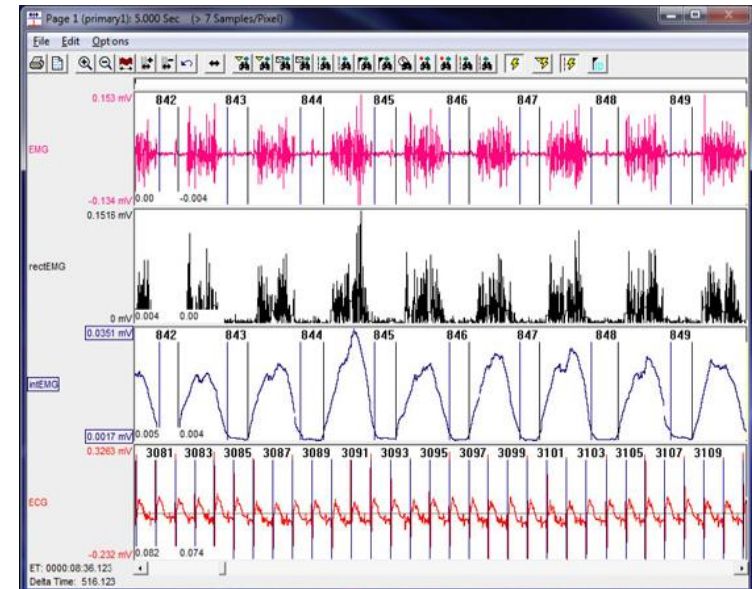 Page 1 (primary1): 5.000 Sec (> 7 Samples/Pixel)
File Edit Options
0.153 mV 842 843 844 845 846 847 848 849
EMG
-0.134 mV 0.00 -0.004
0.1516 mV
rectEMG
0 mV 0.004 0.00
0.0351 mV 842 843 844 845 846 847 848 849
intEMG
0.0017 mV 0.005 0.004
0.3263 mV 3081 3083 3085 3087 3089 3091 3093 3095 3097 3099 3101 3103 3105 3107 3109
ECG
-0.232 mV 0.082 0.074
ET: 0000:08:36.123
Delta Time: 516.123